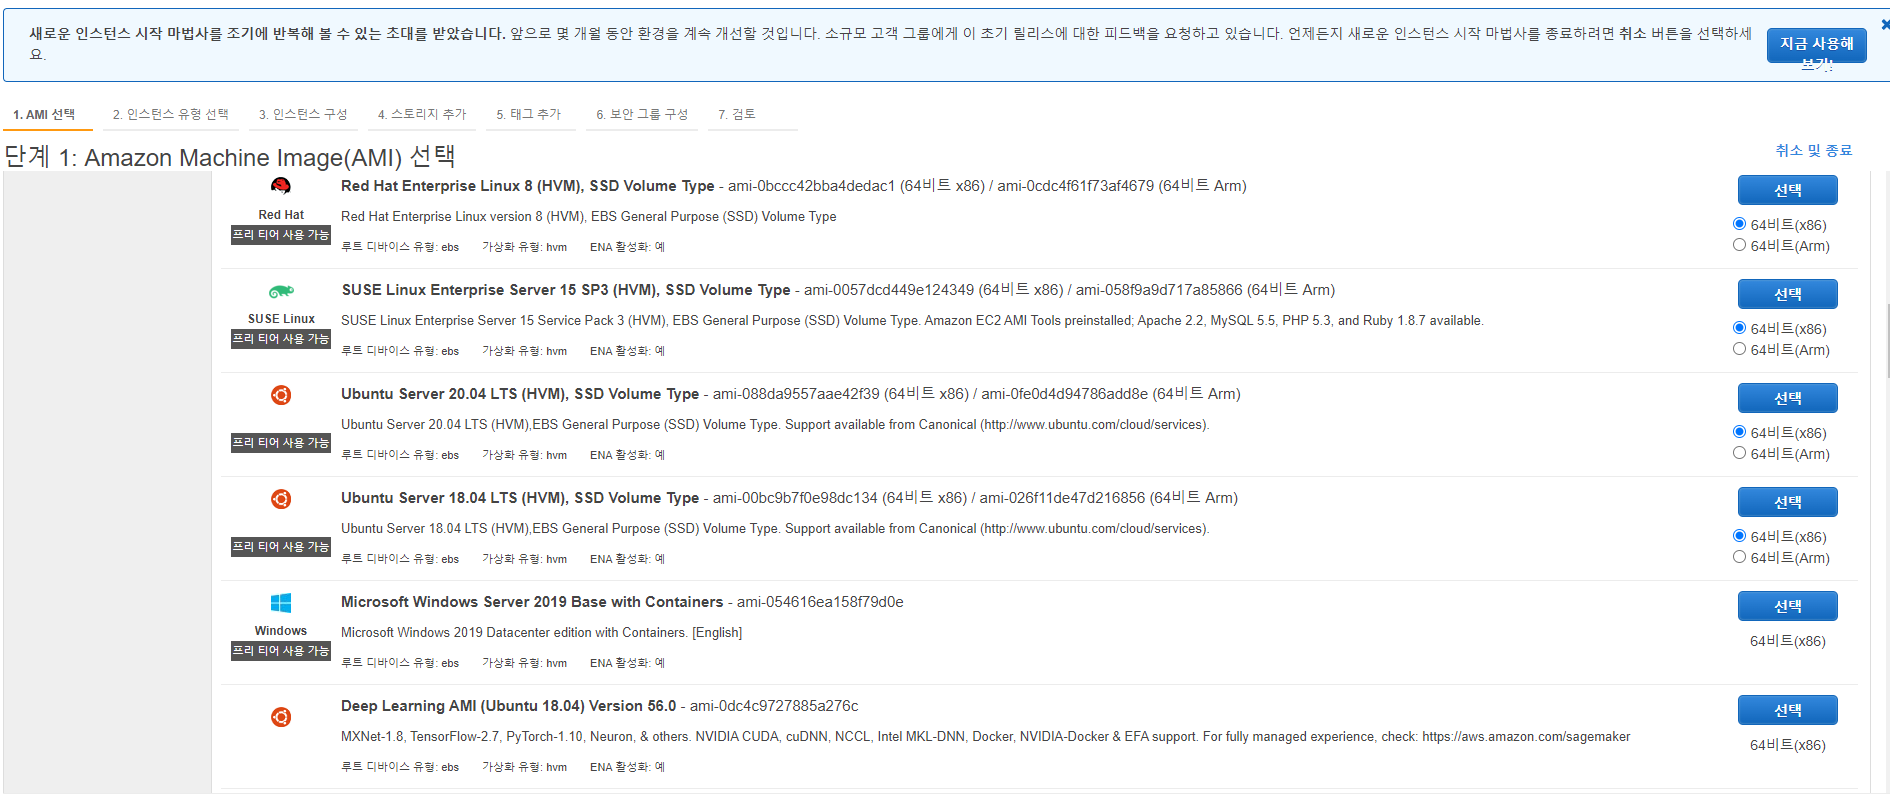 새로운 인스턴스 시작 마법사를 조기에 반복해 볼 수 있는 초대를 받았습니다. 앞으로 몇 개월 동안 환경을 계속 개선할 것입니다. 소규모 고객 그룹에게 이 초기 릴리스에 대한 피드백을 요청하고 있습니다. 언제든지 새로운 인스턴스 시작 마법사를 종료하려면 취소 버튼을 선택하세
요.
지금 사용해
보기!
1. AMI 선택 2. 인스턴스 유형 선택 3. 인스턴스 구성 4. 스토리지 추가 5. 태그 추가 6. 보안 그룹 구성 7. 검토
단계 1: Amazon Machine Image(AMI) 선택
취소 및 종료
Red Hat
프리 티어 사용 가능
Red Hat Enterprise Linux 8 (HVM), SSD Volume Type - ami-0bccc42bba4dedac1 (64비트 x86) / ami-0cdc4f61f73af4679 (64비트 Arm)
Red Hat Enterprise Linux version 8 (HVM), EBS General Purpose (SSD) Volume Type
루트 디바이스 유형: ebs 가상화 유형: hvm ENA 활성화: 예
선택
64비트(x86)
64비트(Arm)
SUSE Linux
프리 티어 사용 가능
SUSE Linux Enterprise Server 15 SP3 (HVM), SSD Volume Type - ami-0057dcd449e124349 (64비트 x86) / ami-058f9a9d717a85866 (64비트 Arm)
SUSE Linux Enterprise Server 15 Service Pack 3 (HVM), EBS General Purpose (SSD) Volume Type. Amazon EC2 AMI Tools preinstalled; Apache 2.2, MySQL 5.5, PHP 5.3, and Ruby 1.8.7 available.
루트 디바이스 유형: ebs 가상화 유형: hvm ENA 활성화: 예
선택
64비트(x86)
64비트(Arm)
프리 티어 사용 가능
Ubuntu Server 20.04 LTS (HVM), SSD Volume Type - ami-088da9557aae42f39 (64비트 x86) / ami-0fe0d4d94786add8e (64비트 Arm)
Ubuntu Server 20.04 LTS (HVM),EBS General Purpose (SSD) Volume Type. Support available from Canonical (http://www.ubuntu.com/cloud/services).
루트 디바이스 유형: ebs 가상화 유형: hvm ENA 활성화: 예
선택
64비트(x86)
64비트(Arm)
프리 티어 사용 가능
Ubuntu Server 18.04 LTS (HVM), SSD Volume Type - ami-00bc9b7f0e98dc134 (64비트 x86) / ami-026f11de47d216856 (64비트 Arm)
Ubuntu Server 18.04 LTS (HVM),EBS General Purpose (SSD) Volume Type. Support available from Canonical (http://www.ubuntu.com/cloud/services).
루트 디바이스 유형: ebs 가상화 유형: hvm ENA 활성화: 예
선택
64비트(x86)
64비트(Arm)
Windows
프리 티어 사용 가능
Microsoft Windows Server 2019 Base with Containers - ami-054616ea158f79d0e
Microsoft Windows 2019 Datacenter edition with Containers. [English]
루트 디바이스 유형: ebs 가상화 유형: hvm ENA 활성화: 예
선택
64비트(x86)
Deep Learning AMI (Ubuntu 18.04) Version 56.0 - ami-0dc4c9727885a276c
MXNet-1.8, TensorFlow-2.7, PyTorch-1.10, Neuron, & others. NVIDIA CUDA, cuDNN, NCCL, Intel MKL-DNN, Docker, NVIDIA-Docker & EFA support. For fully managed experience, check: https://aws.amazon.com/sagemaker
루트 디바이스 유형: ebs 가상화 유형: hvm ENA 활성화: 예
선택
64비트(x86)